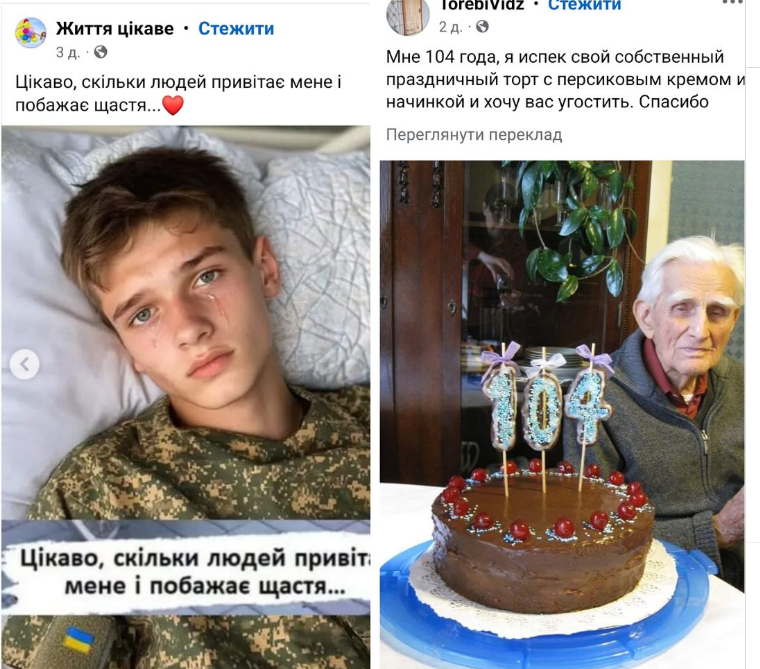 Життя цікаве · Стежити
3 д. ·
Цікаво, скільки людей привітає мене і
побажає щастя...❤️
Цікаво, скільки людей привіт
мене і побажає щастя...
TorebiVidz · Стежити
2 д. ·
Мне 104 года, я испек свой собственный
праздничный торт с персиковым кремом и
начинкой и хочу вас угостить. Спасибо
Переглянути переклад
104